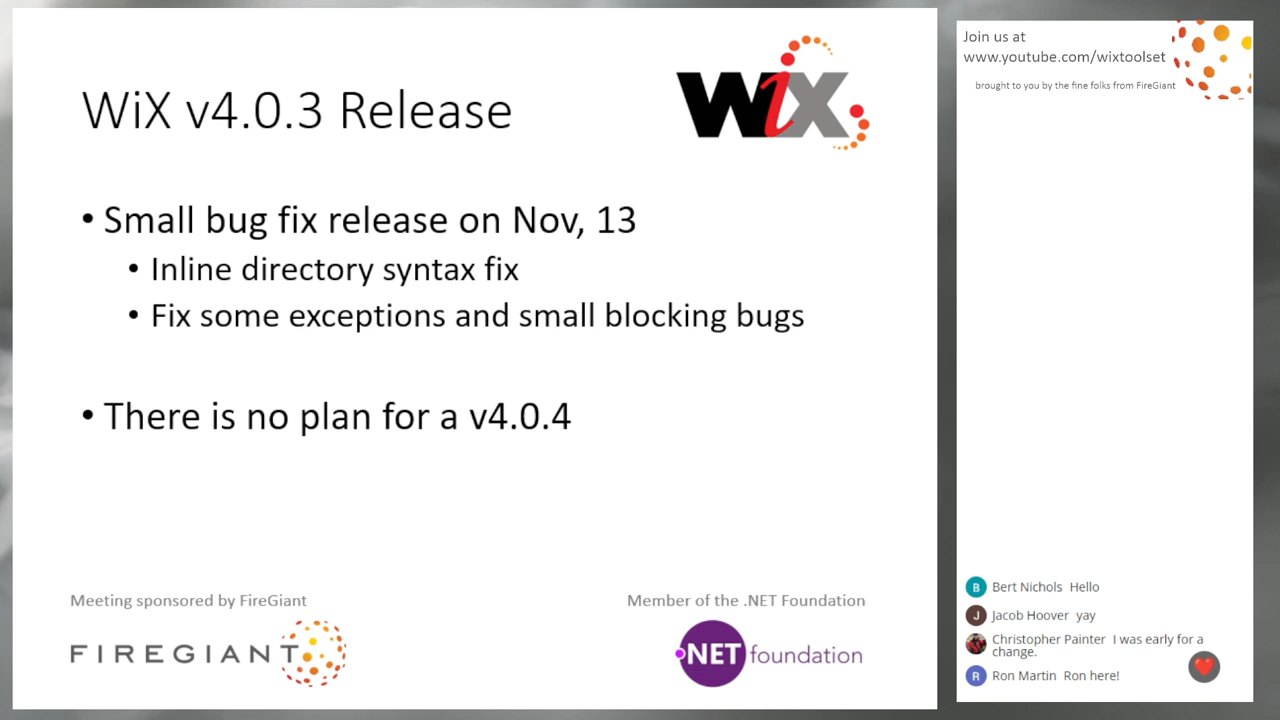 WiX v4.0.3 Release
WiX
• Small bug fix release on Nov, 13
• Inline directory syntax fix
• Fix some exceptions and small blocking bugs
• There is no plan for a v4.0.4
Meeting sponsored by FireGiant
FIREGIANT
Member of the .NET Foundation
.NET foundation
Join us at
www.youtube.com/wixtoolset
brought to you by the fine folks from FireGiant
B Bert Nichols Hello
J Jacob Hoover yay
Christopher Painter I was early for a
change.
R Ron Martin Ron here!